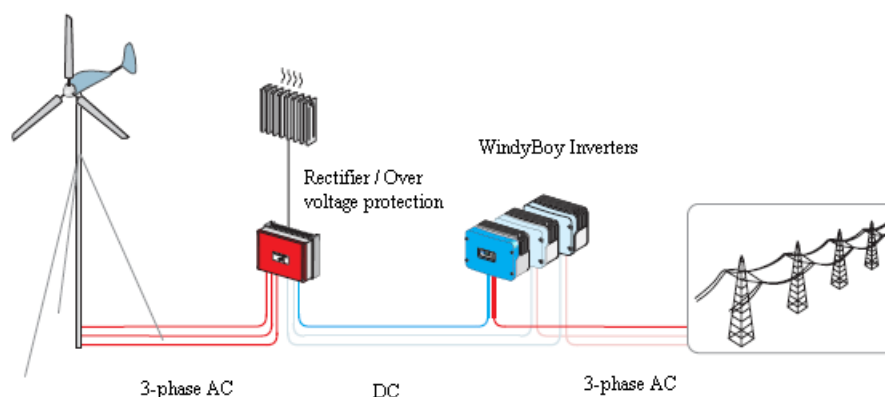 WindyBoy Inverters
Rectifier / Over
voltage protection
3-phase AC
DC
3-phase AC